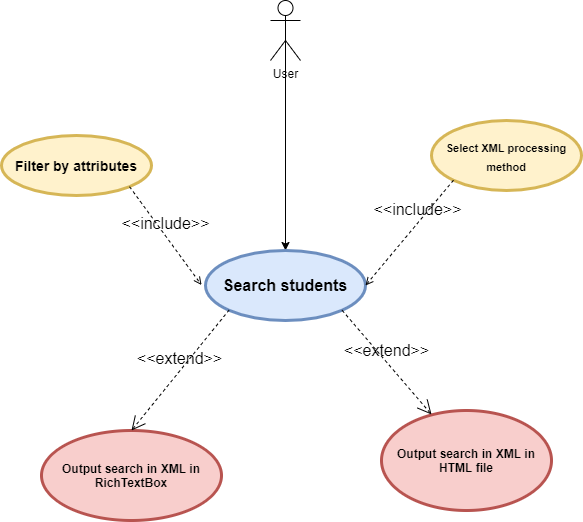 User
Filter by attributes
Select XML processing
method
<<include>>
<<include>>
Search students
<<extend>>
<<extend>>
Output search in XML in
RichTextBox
Output search in XML in
HTML file